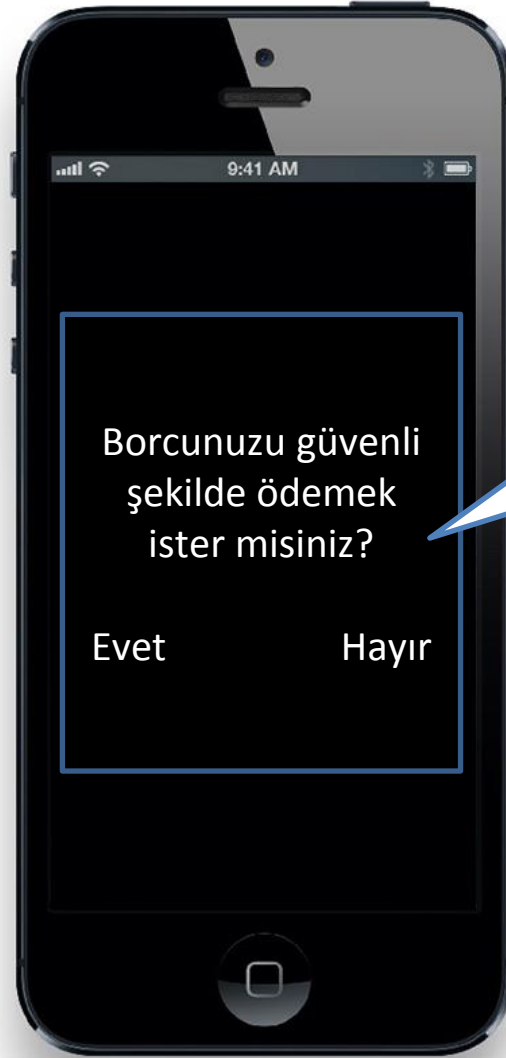 9:41 AM
Borcunuzu güvenli
şekilde ödemek
ister misiniz?
Evet Hayır